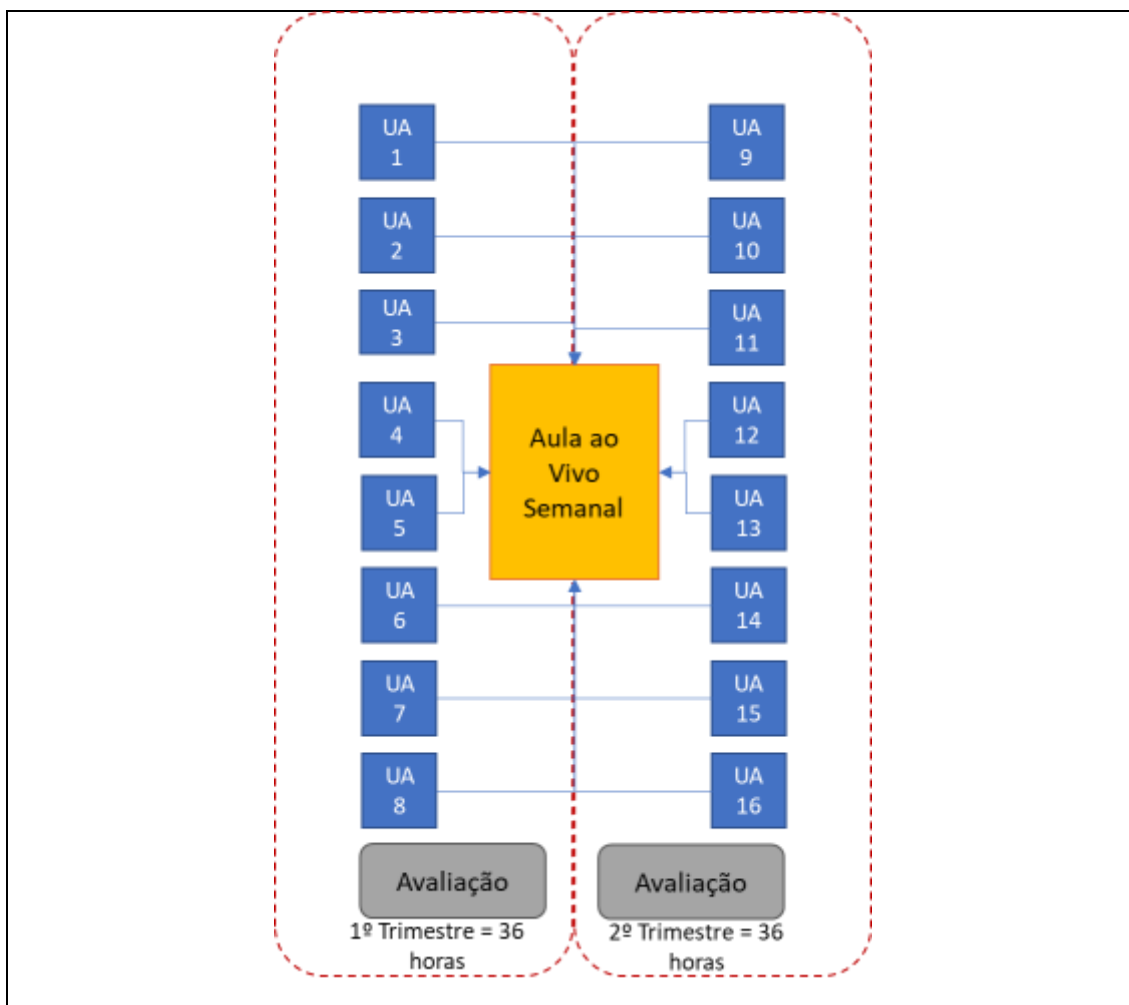 UA
1
UA
2
UA
3
UA
4
UA
5
UA
6
UA
7
UA
8
Avaliação
1º Trimestre = 36
horas
Aula ao
Vivo
Semanal
UA
9
UA
10
UA
11
UA
12
UA
13
UA
14
UA
15
UA
16
Avaliação
2º Trimestre = 36
horas